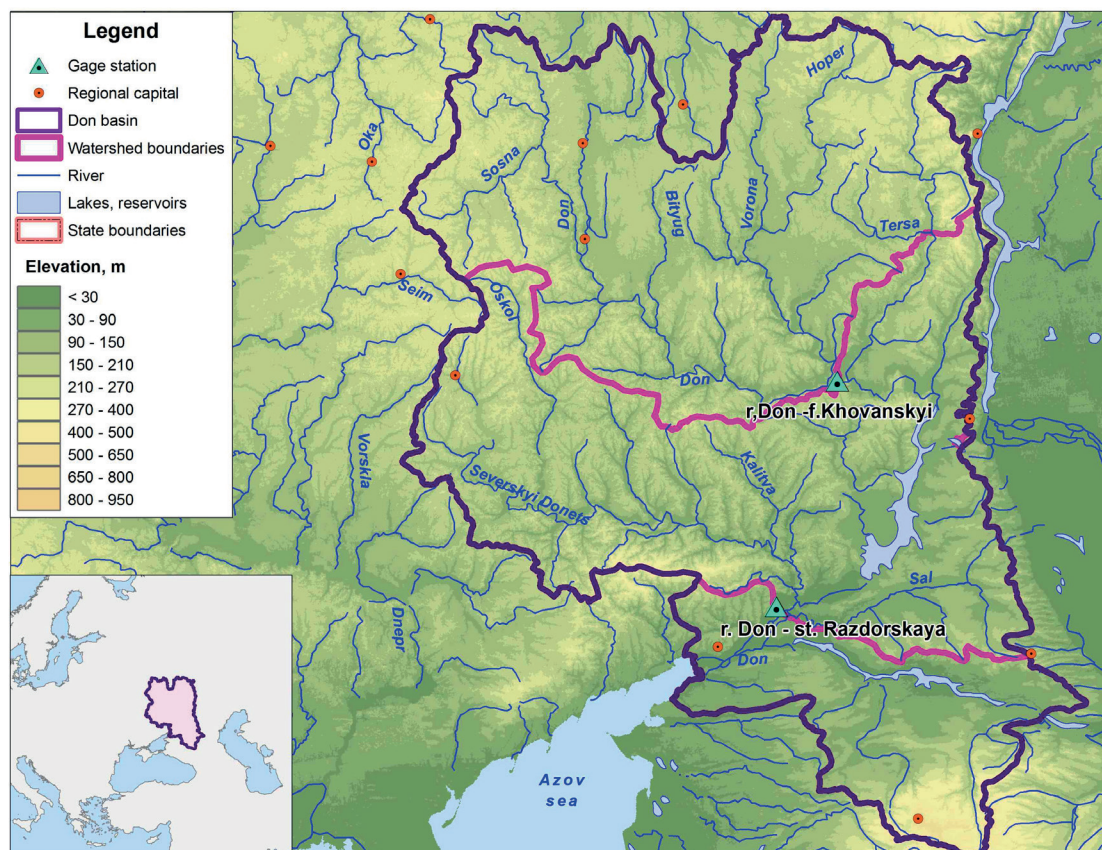 Legend
Gage station
Regional capital
Don basin
Watershed boundaries
River
Lakes, reservoirs
State boundaries
Elevation, m
< 30
30 - 90
90 - 150
150 - 210
210 - 270
270 - 400
400 - 500
500 - 650
650 - 800
800 - 950
Hoper
Oka
Sosna
Don
Bityug
Vorona
Tersa
Seim
Oskol
Don
r,Don -f.Khovanskyi
Vorskla
Severskyi Donets
Kalitva
Sal
Dnepr
r. Don - st. Razdorskaya
Don
Azov
sea